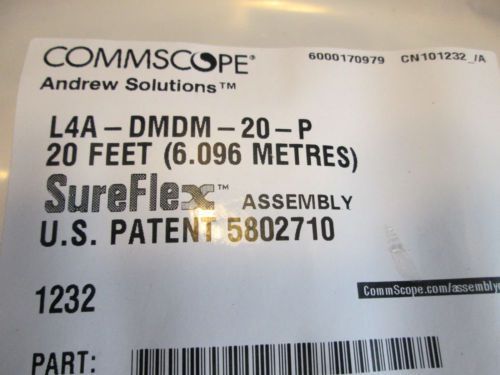 COMMSCOPE®
6000170979 CN101232_/A
Andrew Solutions™
L4A-DMDM-20-P
20 FEET (6.096 METRES)
SureFlex™ ASSEMBLY
U.S. PATENT 5802710
1232
CommScope.com/assembly
PART: